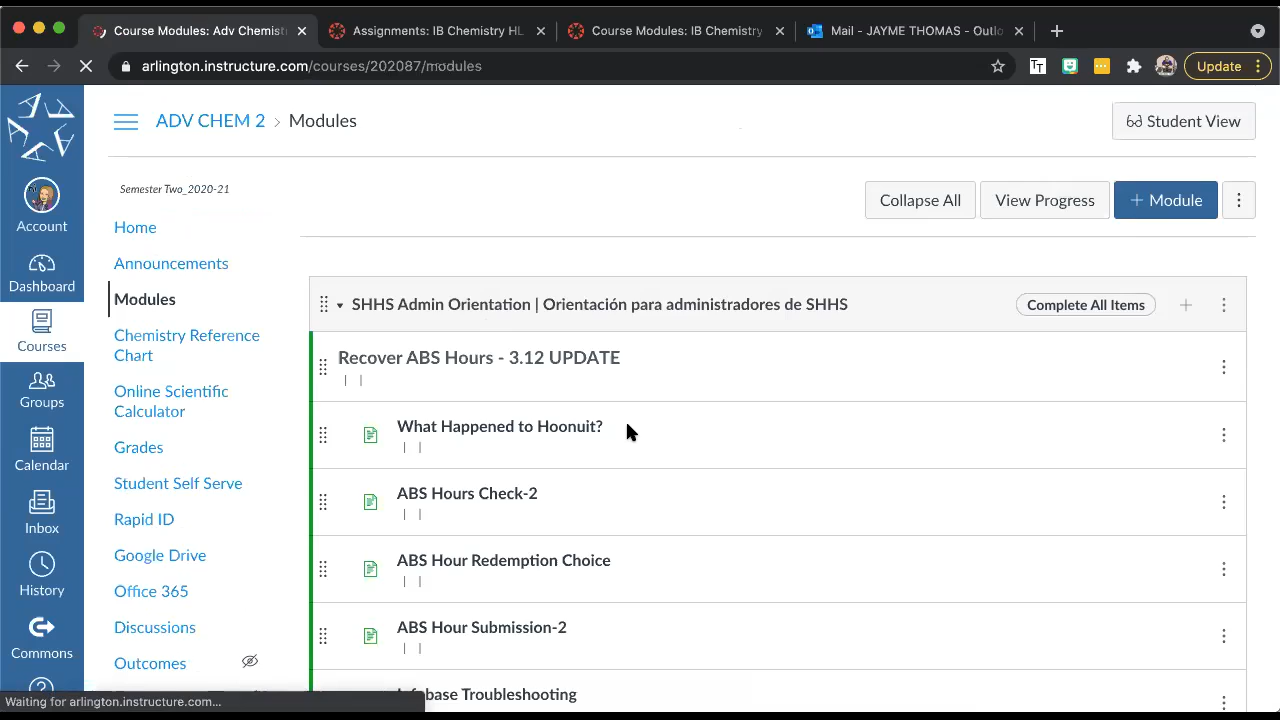 Course Modules: Adv Chemist
Assignments: IB Chemistry HL
Course Modules: IB Chemistry
Mail - JAYME THOMAS - Outlo
arlington.instructure.com/courses/202087/modules
Update
ADV CHEM 2 > Modules
Student View
Semester Two_2020-21
Collapse All
View Progress
+ Module
Account
Dashboard
Courses
Groups
Calendar
Inbox
History
Commons
Home
Announcements
Modules
Chemistry Reference
Chart
Online Scientific
Calculator
Grades
Student Self Serve
Rapid ID
Google Drive
Office 365
Discussions
Outcomes
SHHS Admin Orientation | Orientación para administradores de SHHS
Complete All Items
Recover ABS Hours - 3.12 UPDATE
What Happened to Hoonuit?
ABS Hours Check-2
ABS Hour Redemption Choice
ABS Hour Submission-2
Troubleshooting
Waiting for arlington.instructure.com...